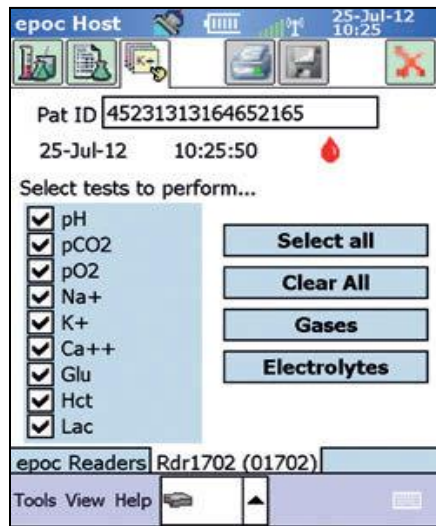 epoc Host 25-Jul-12
10:25
K+
Pat ID 45231313164652165
25-Jul-12 10:25:50
Select tests to perform...
pH
pCO2
pO2
Na+
K+
Ca++
Glu
Hct
Lac
Select all
Clear All
Gases
Electrolytes
epoc Readers Rdr1702 (01702)
Tools View Help